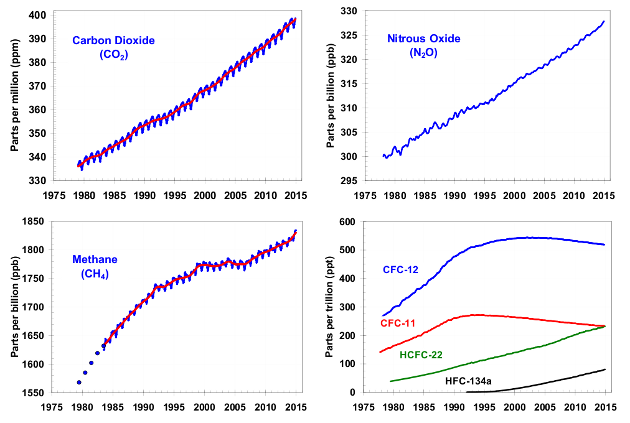 Carbon Dioxide
(CO₂)
Parts per million (ppm)
400
390
380
370
360
350
340
330
1975 1980 1985 1990 1995 2000 2005 2010 2015
Nitrous Oxide
(N₂O)
Parts per billion (ppb)
330
325
320
315
310
305
300
295
1975 1980 1985 1990 1995 2000 2005 2010 2015
Methane
(CH₄)
Parts per billion (ppb)
1850
1800
1750
1700
1650
1600
1550
1975 1980 1985 1990 1995 2000 2005 2010 2015
Parts per trillion (ppt)
600
500
400
300
200
100
0
CFC-12
CFC-11
HCFC-22
HFC-134a
1975 1980 1985 1990 1995 2000 2005 2010 2015